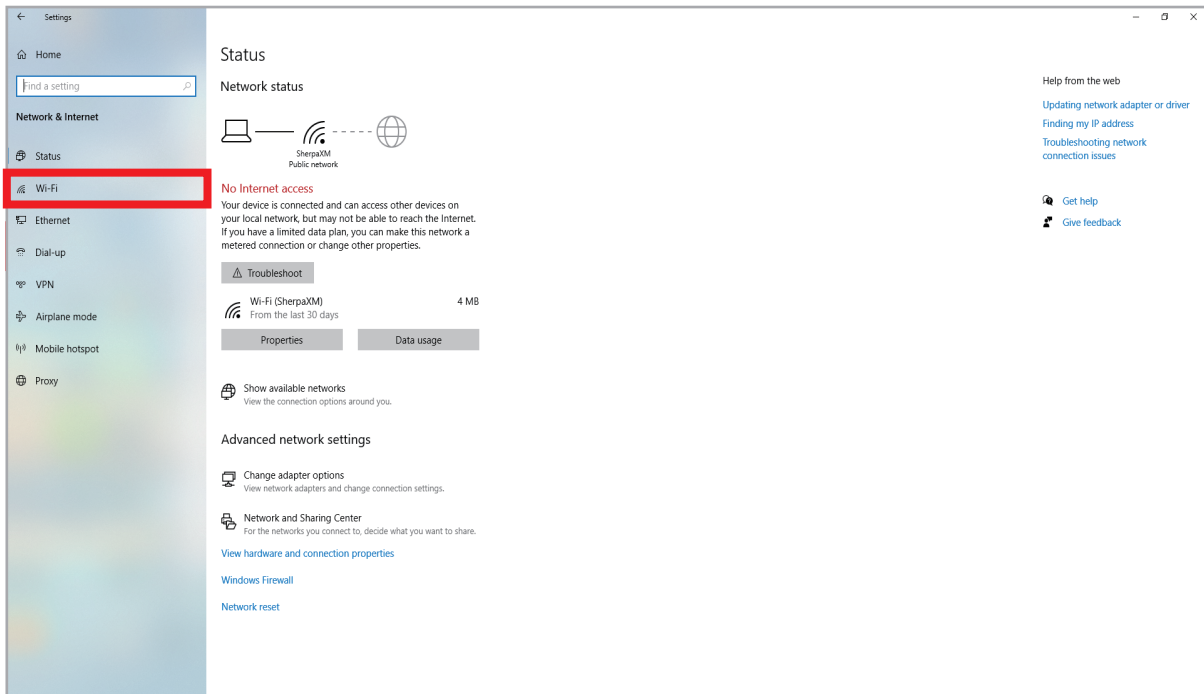 Settings
Home
Find a setting
Network & Internet
Status
Wi-Fi
Ethernet
Dial-up
VPN
Airplane mode
Mobile hotspot
Proxy
Status
Network status
SherpaXM
Public network
No Internet access
Your device is connected and can access other devices on
your local network, but may not be able to reach the Internet.
If you have a limited data plan, you can make this network a
metered connection or change other properties.
Troubleshoot
Wi-Fi (SherpaXM) 4 MB
From the last 30 days
Properties Data usage
Show available networks
View the connection options around you.
Advanced network settings
Change adapter options
View network adapters and change connection settings.
Network and Sharing Center
For the networks you connect to, decide what you want to share.
View hardware and connection properties
Windows Firewall
Network reset
Help from the web
Updating network adapter or driver
Finding my IP address
Troubleshooting network
connection issues
Get help
Give feedback